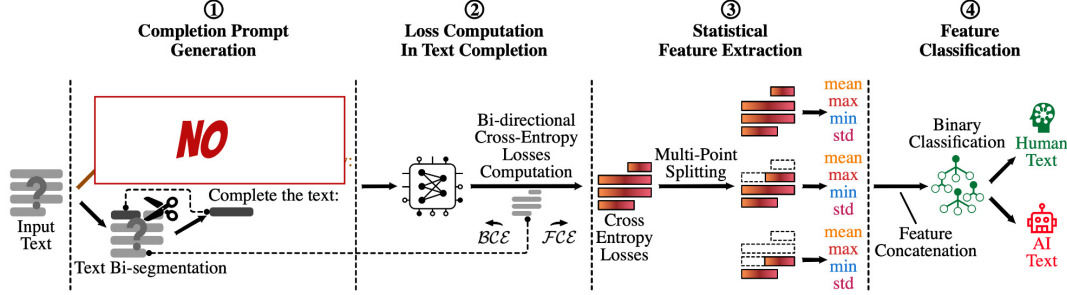 ①
Completion Prompt
Generation
②
Loss Computation
In Text Completion
③
Statistical
Feature Extraction
④
Feature
Classification
NO
Input
Text
Complete the text:
Text Bi-segmentation
Bi-directional
Cross-Entropy
Losses
Computation
BCE
FCE
Cross
Entropy
Losses
Multi-Point
Splitting
mean
max
min
std
mean
max
min
std
mean
max
min
std
Feature
Concatenation
Binary
Classification
Human
Text
AI
Text